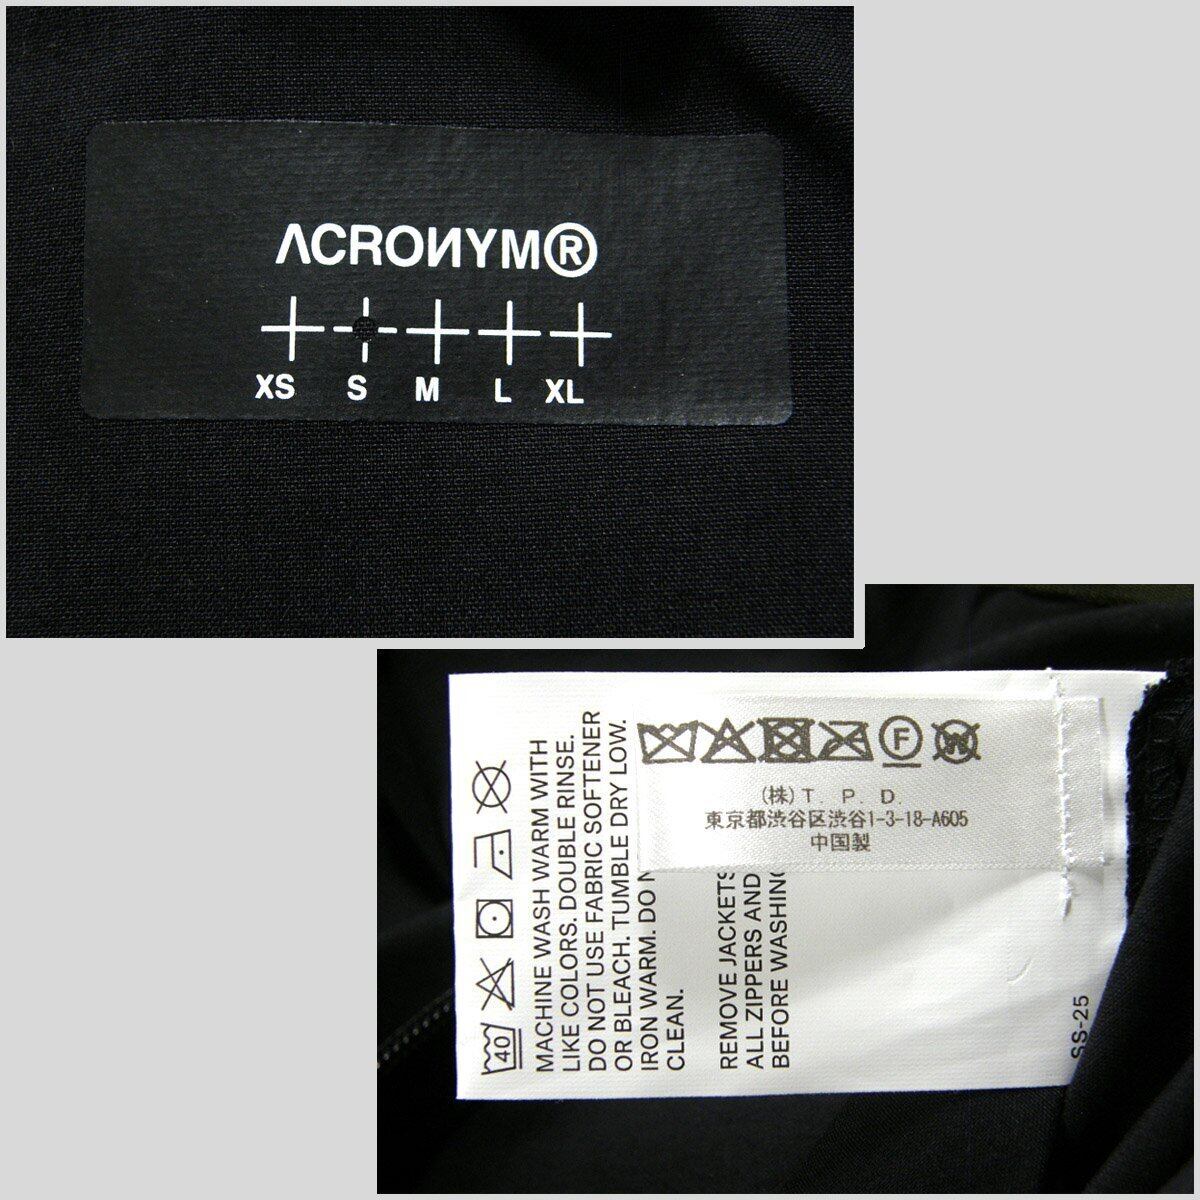 ACRONYM®
XS S M L XL
F
W
(株)T. P. D.
東京都渋谷区渋谷1-3-18-A605
中国製
40
MACHINE WASH WARM WITH
LIKE COLORS. DOUBLE RINSE.
DO NOT USE FABRIC SOFTENER
OR BLEACH. TUMBLE DRY LOW.
IRON WARM. DO
CLEAN.
REMOVE JACKETS
ALL ZIPPERS AND
BEFORE
SS-25